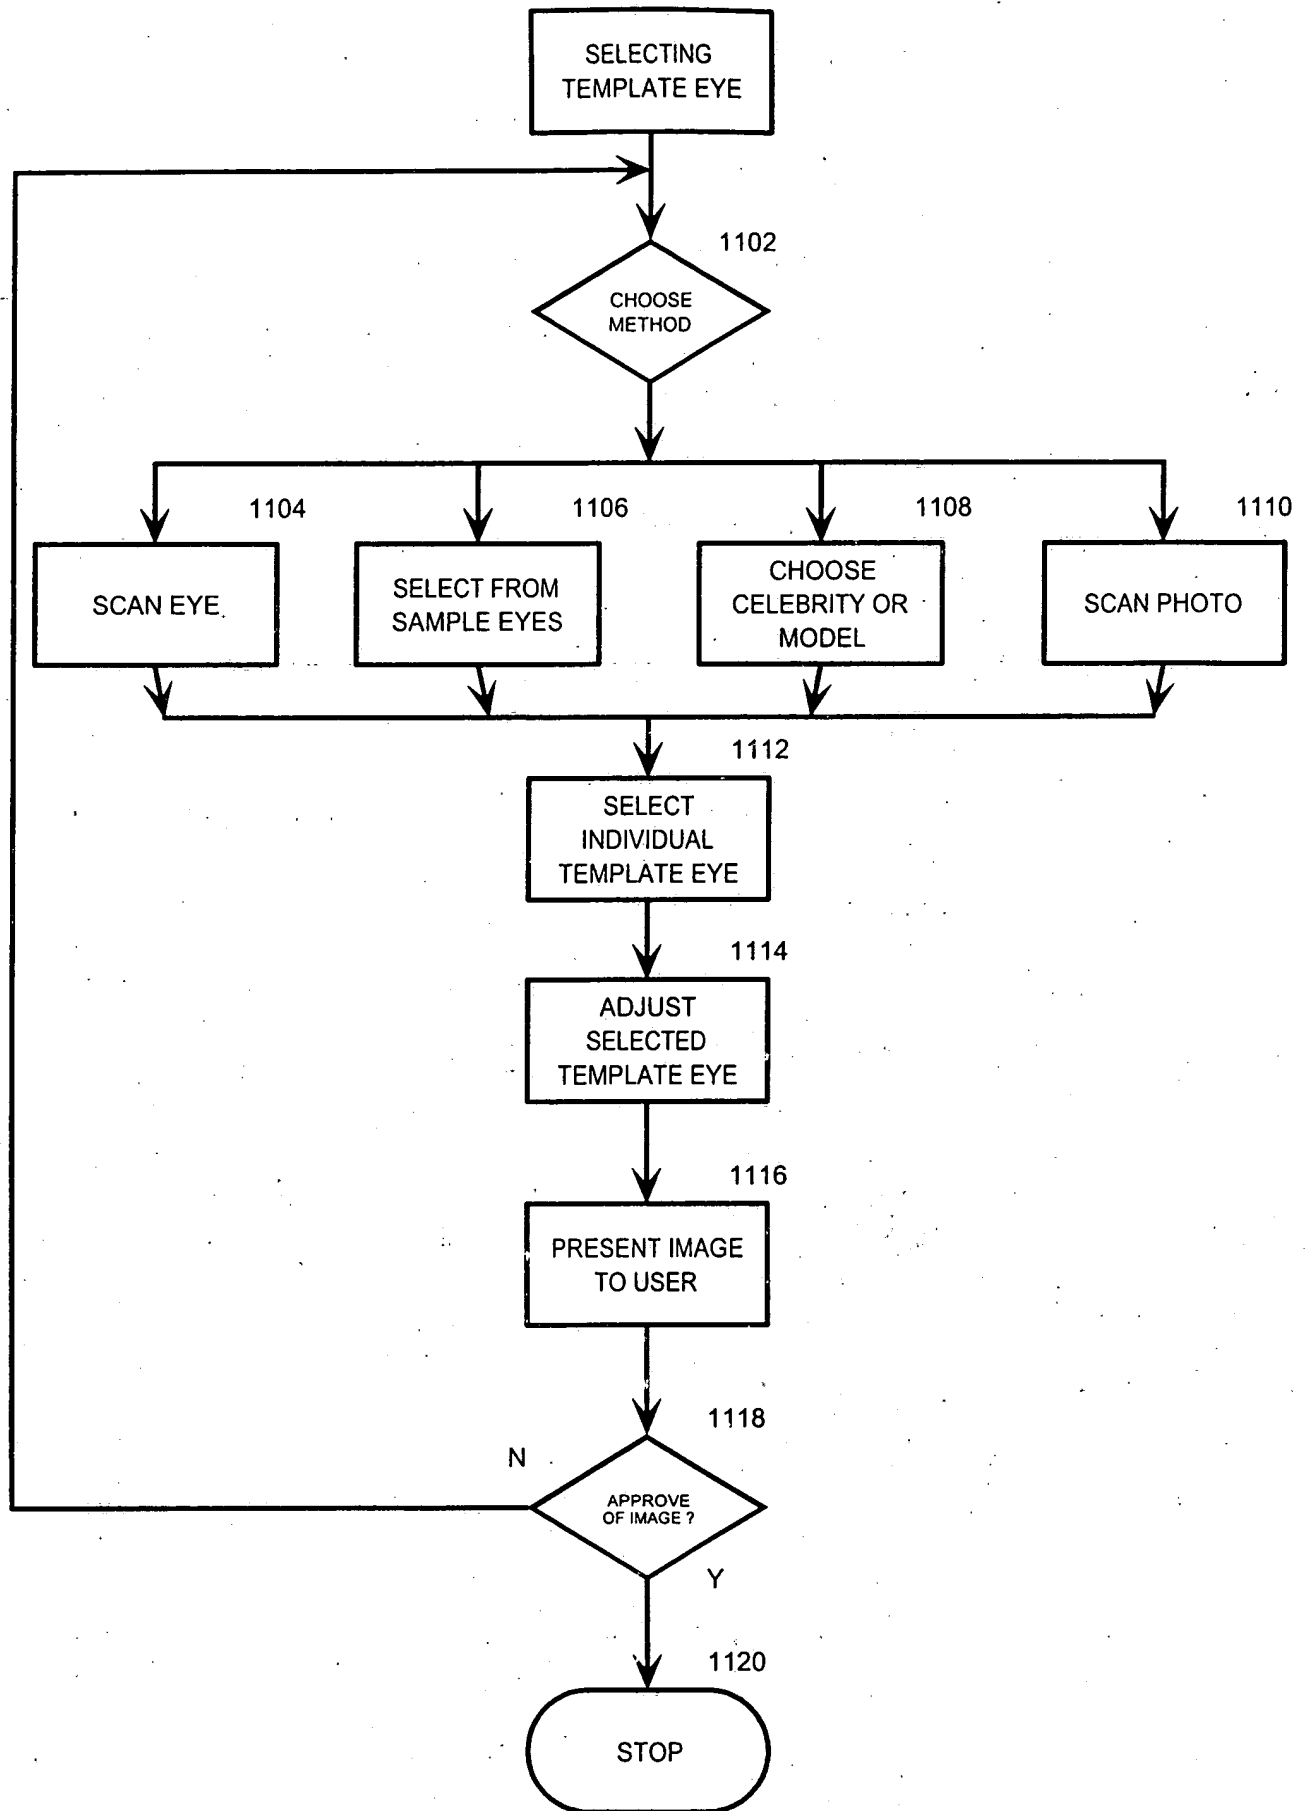 SELECTING
TEMPLATE EYE
1102
CHOOSE
METHOD
1104
1106
1108
1110
SCAN EYE
SELECT FROM
SAMPLE EYES
CHOOSE
CELEBRITY OR
MODEL
SCAN PHOTO
1112
SELECT
INDIVIDUAL
TEMPLATE EYE
1114
ADJUST
SELECTED
TEMPLATE EYE
1116
PRESENT IMAGE
TO USER
1118
N
APPROVE
OF IMAGE ?
Y
1120
STOP